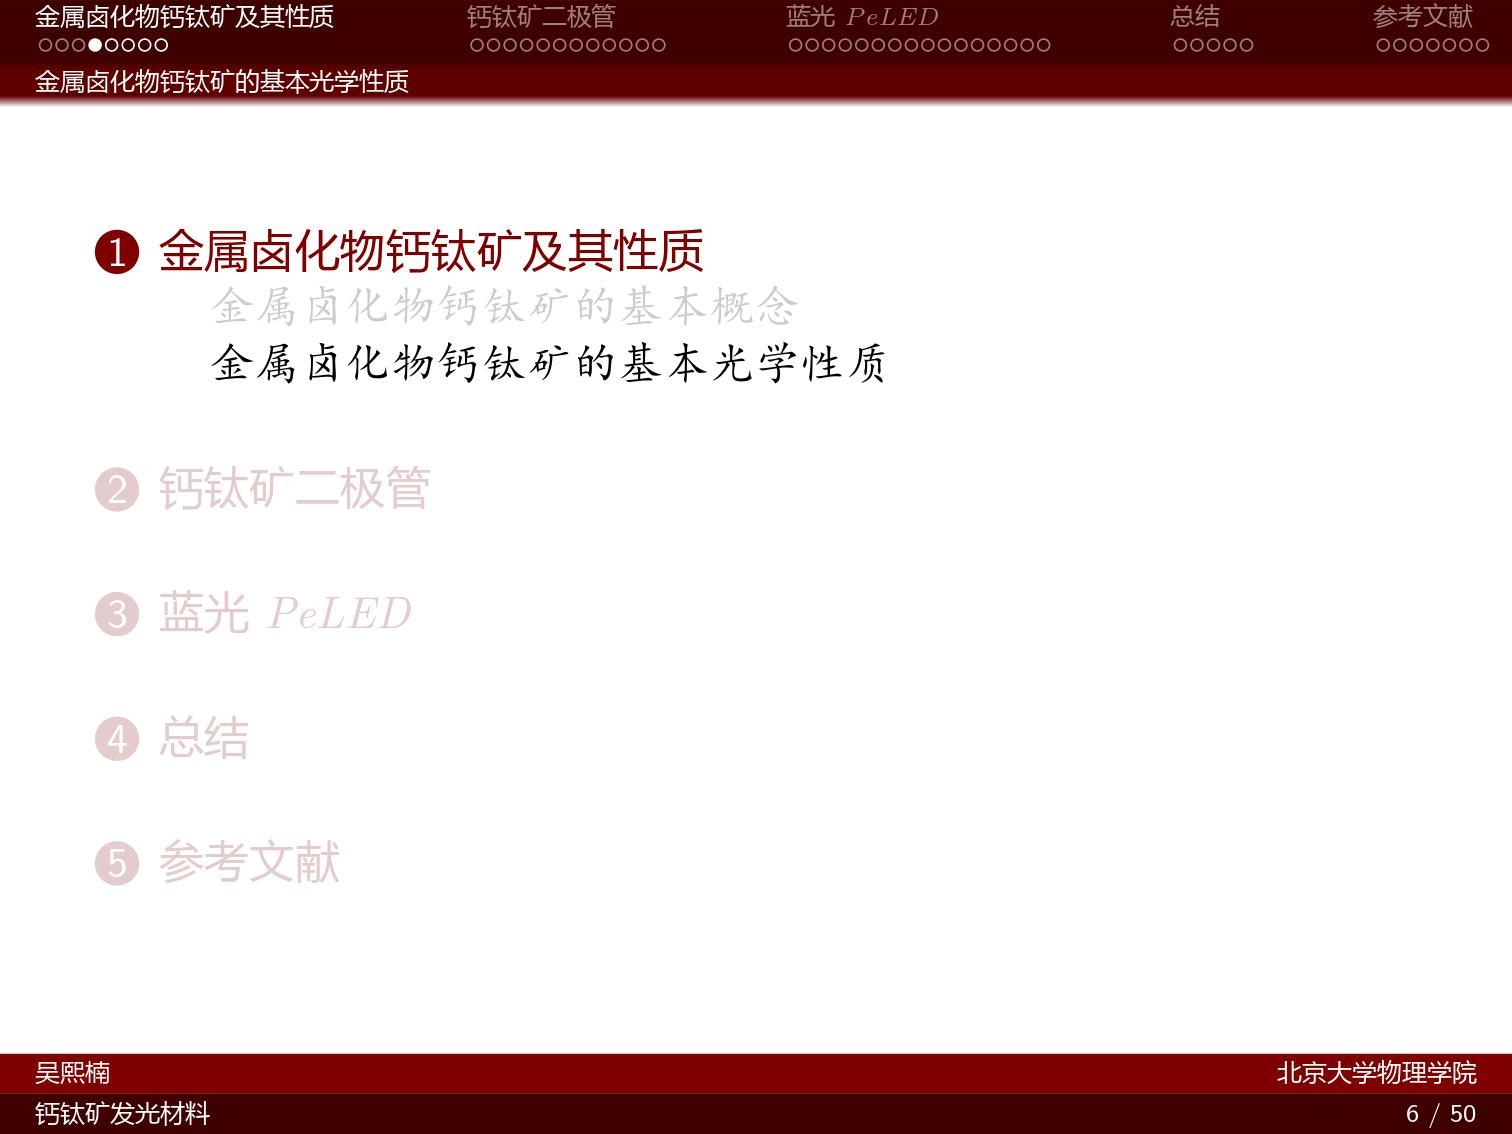 金属卤化物钙钛矿及其性质 钙钛矿二极管 蓝光 PeLED 总结 参考文献
金属卤化物钙钛矿的基本光学性质
1 金属卤化物钙钛矿及其性质
金属卤化物钙钛矿的基本概念
金属卤化物钙钛矿的基本光学性质
2 钙钛矿二极管
3 蓝光 PeLED
4 总结
5 参考文献
吴熙楠 北京大学物理学院
钙钛矿发光材料 6 / 50